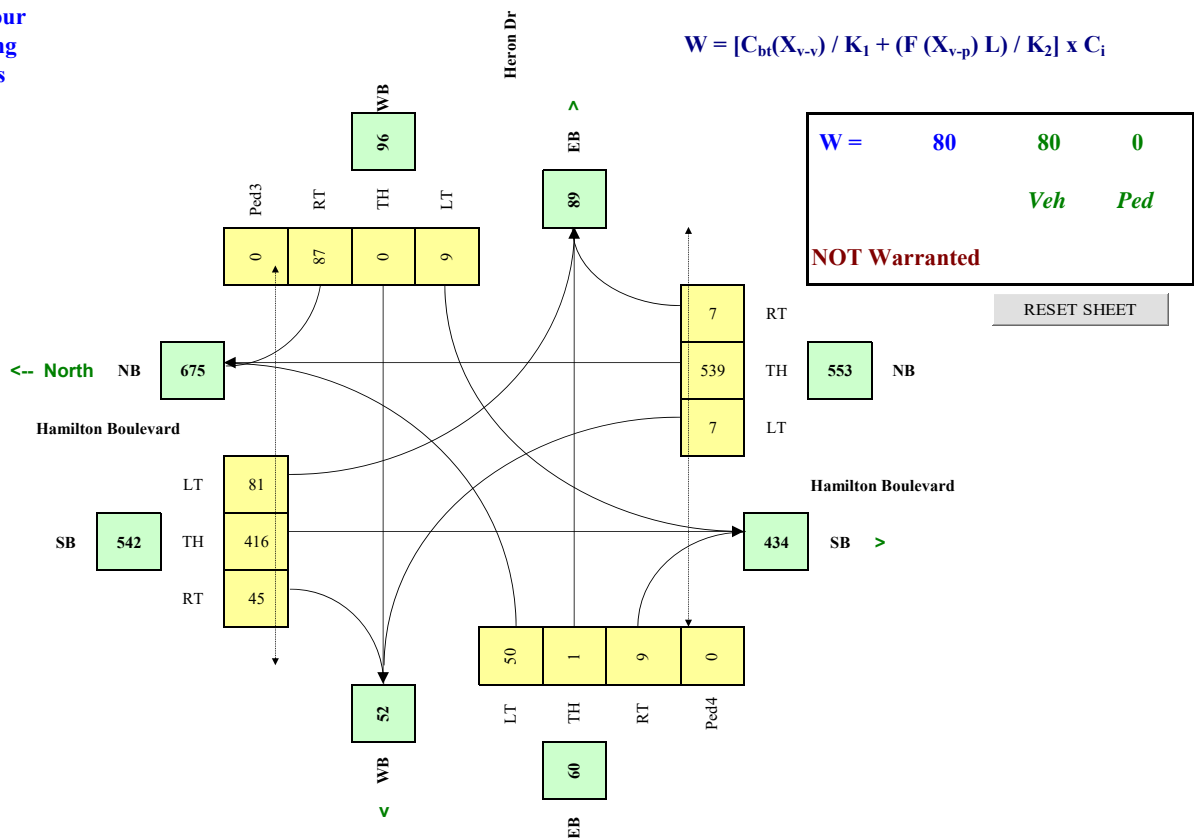 our
ng
s
Heron Dr
W = [Cbt(Xv-v) / K1 + (F (Xv-p) L) / K2] x Ci
WB
96
^
EB
89
W = 80 80 0
Veh Ped
NOT Warranted
RESET SHEET
Ped3 RT TH LT
0 87 0 9
7 RT
539 TH 553 NB
7 LT
<-- North NB 675
Hamilton Boulevard
LT 81
SB 542 TH 416
RT 45
Hamilton Boulevard
434 SB >
50 1 9 0
LT TH RT Ped4
52
WB
v
60
EB